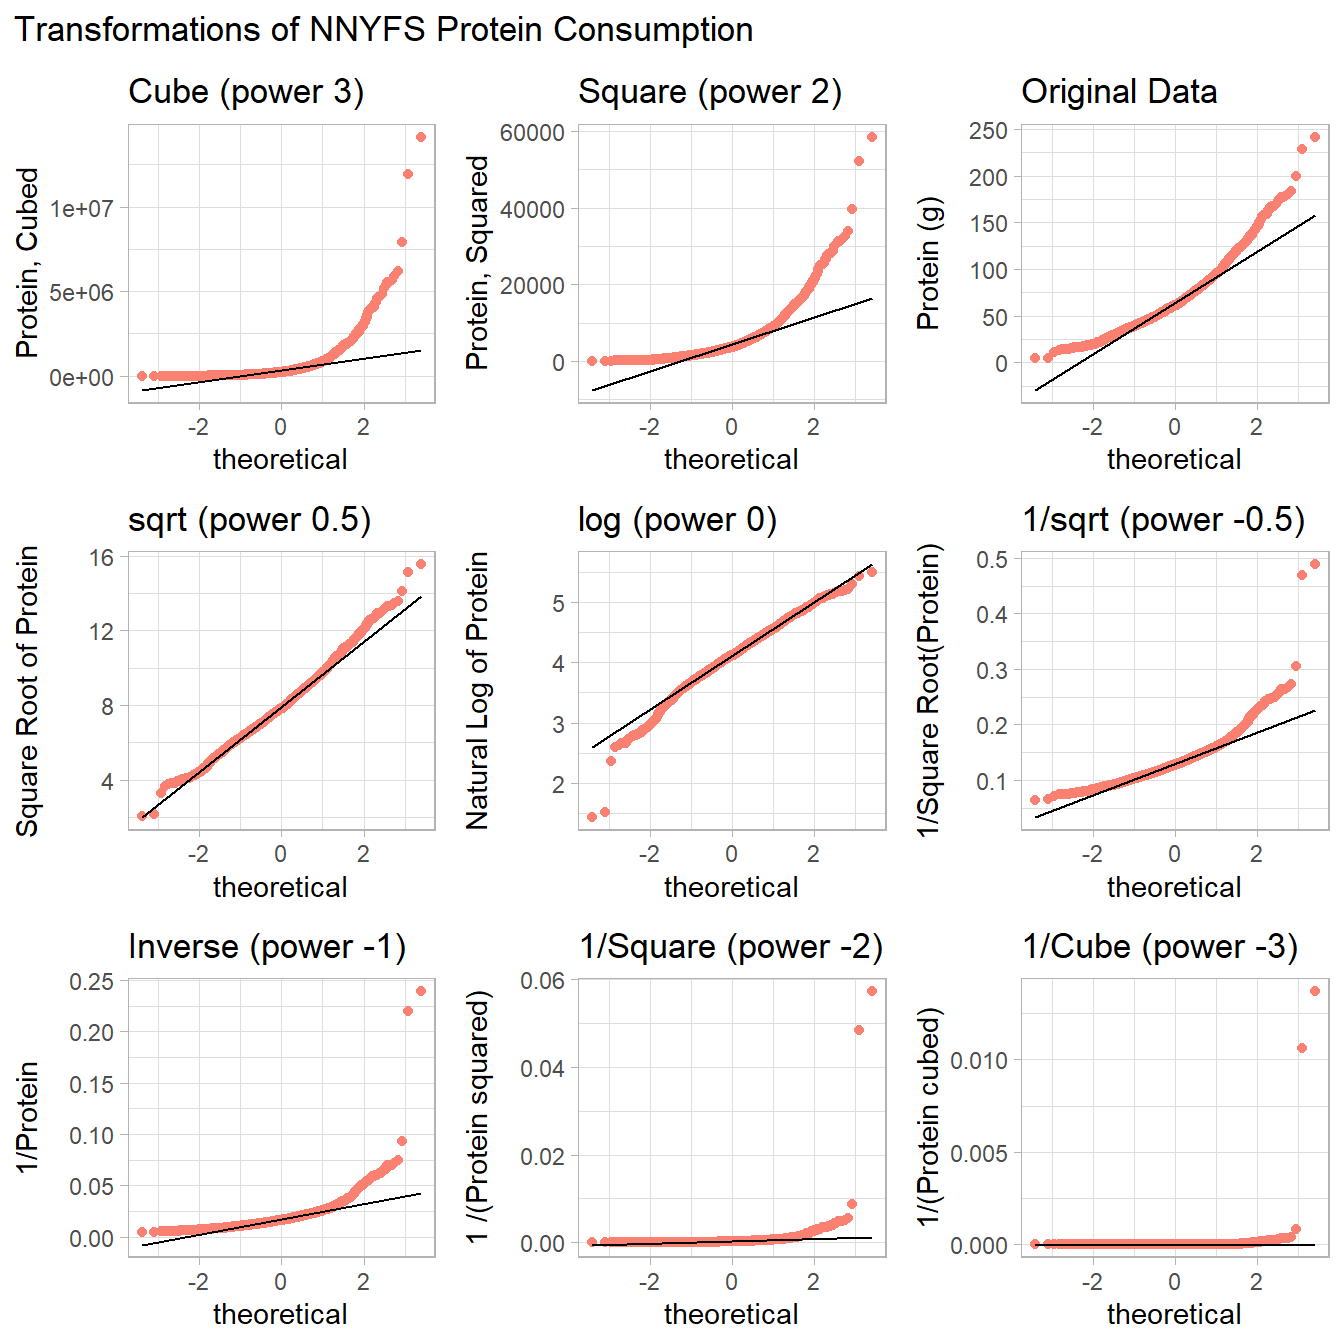 Transformations of NNYFS Protein Consumption
Cube (power 3)
Protein, Cubed
1e+07
5e+06
0e+00
-2 0 2
theoretical
Square (power 2)
Protein, Squared
60000
40000
20000
0
-2 0 2
theoretical
Original Data
Protein (g)
250
200
150
100
50
0
-2 0 2
theoretical
sqrt (power 0.5)
Square Root of Protein
16
12
8
4
-2 0 2
theoretical
log (power 0)
Natural Log of Protein
5
4
3
2
-2 0 2
theoretical
1/sqrt (power -0.5)
1/Square Root(Protein)
0.5
0.4
0.3
0.2
0.1
-2 0 2
theoretical
Inverse (power -1)
1/Protein
0.25
0.20
0.15
0.10
0.05
0.00
-2 0 2
theoretical
1/Square (power -2)
1 /(Protein squared)
0.06
0.04
0.02
0.00
-2 0 2
theoretical
1/Cube (power -3)
1/(Protein cubed)
0.010
0.005
0.000
-2 0 2
theoretical